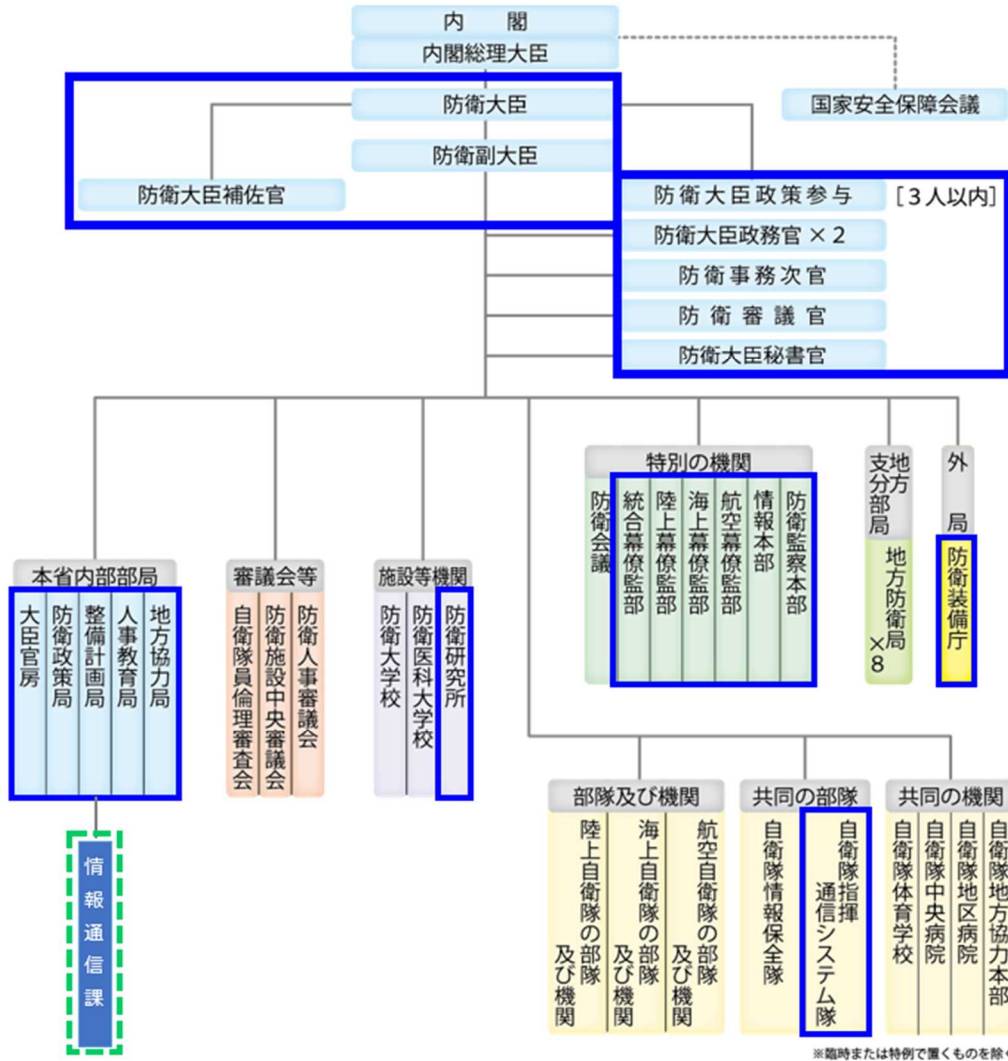 内　閣
内閣総理大臣
防衛大臣
国家安全保障会議
防衛副大臣
防衛大臣補佐官
防衛大臣政策参与
［３人以内］
防衛大臣政務官×２
防衛事務次官
防衛審議官
防衛大臣秘書官
本省内部部局
大臣官房
防衛政策局
整備計画局
人事教育局
地方協力局
情報通信課
審議会等
自衛隊員倫理審査会
防衛施設中央審議会
防衛人事審議会
施設等機関
防衛大学校
防衛医科大学校
防衛研究所
特別の機関
防衛会議
統合幕僚監部
陸上幕僚監部
海上幕僚監部
航空幕僚監部
情報本部
防衛監察本部
地方
支分部局
地方防衛局
×8
外　局
防衛装備庁
部隊及び機関
陸上自衛隊の部隊
及び機関
海上自衛隊の部隊
及び機関
航空自衛隊の部隊
及び機関
共同の部隊
自衛隊情報保全隊
自衛隊指揮
通信システム隊
共同の機関
自衛隊体育学校
自衛隊中央病院
自衛隊地区病院
自衛隊地方協力本部
※臨時または特例で置くものを除く